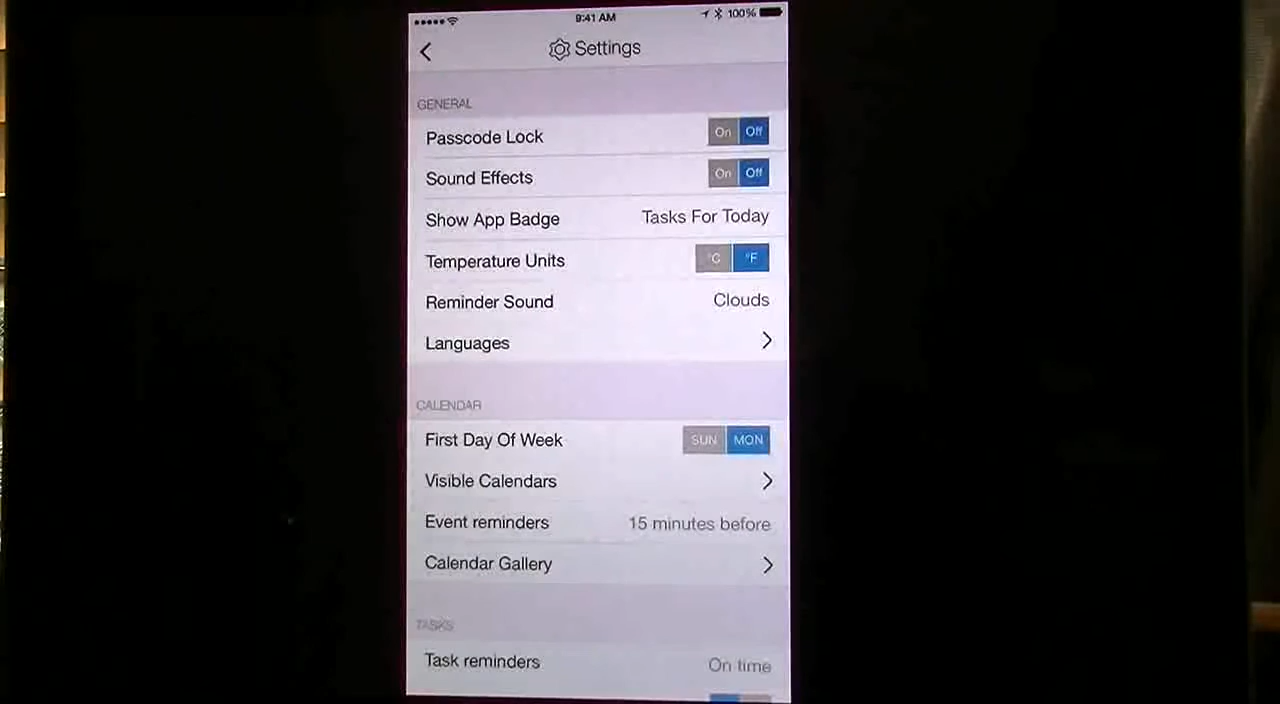 9:41 AM 100%
Settings
GENERAL
Passcode Lock On Off
Sound Effects On Off
Show App Badge Tasks For Today
Temperature Units °C °F
Reminder Sound Clouds
Languages
CALENDAR
First Day Of Week SUN MON
Visible Calendars
Event reminders 15 minutes before
Calendar Gallery
TASKS
Task reminders On time